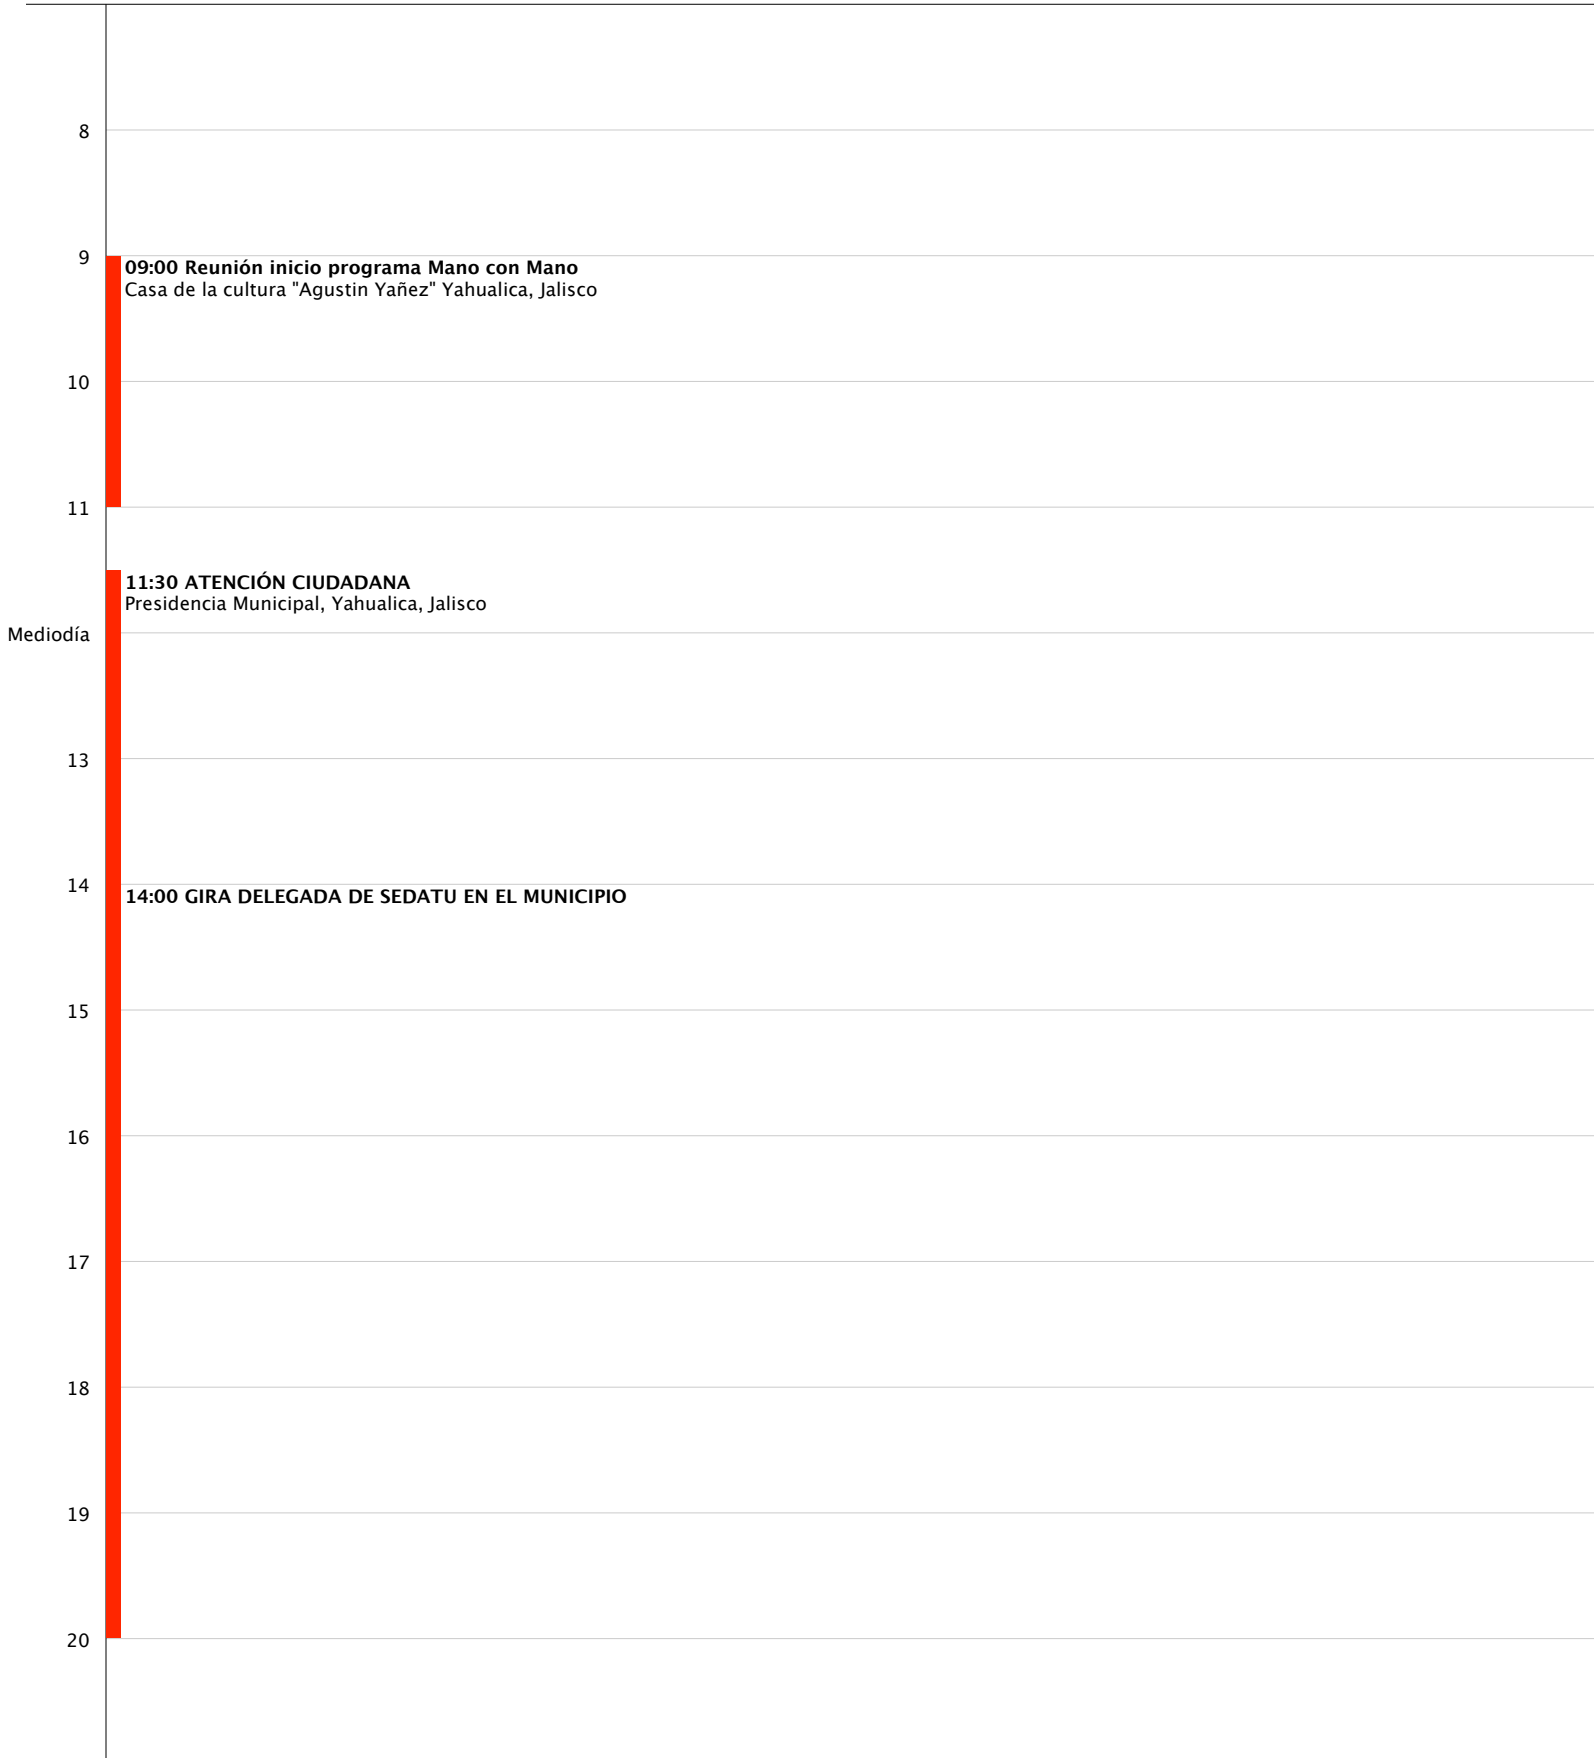 8
9
09:00 Reunión inicio programa Mano con Mano
Casa de la cultura "Agustin Yañez" Yahualica, Jalisco
10
11
11:30 ATENCIÓN CIUDADANA
Presidencia Municipal, Yahualica, Jalisco
Mediodía
13
14
14:00 GIRA DELEGADA DE SEDATU EN EL MUNICIPIO
15
16
17
18
19
20